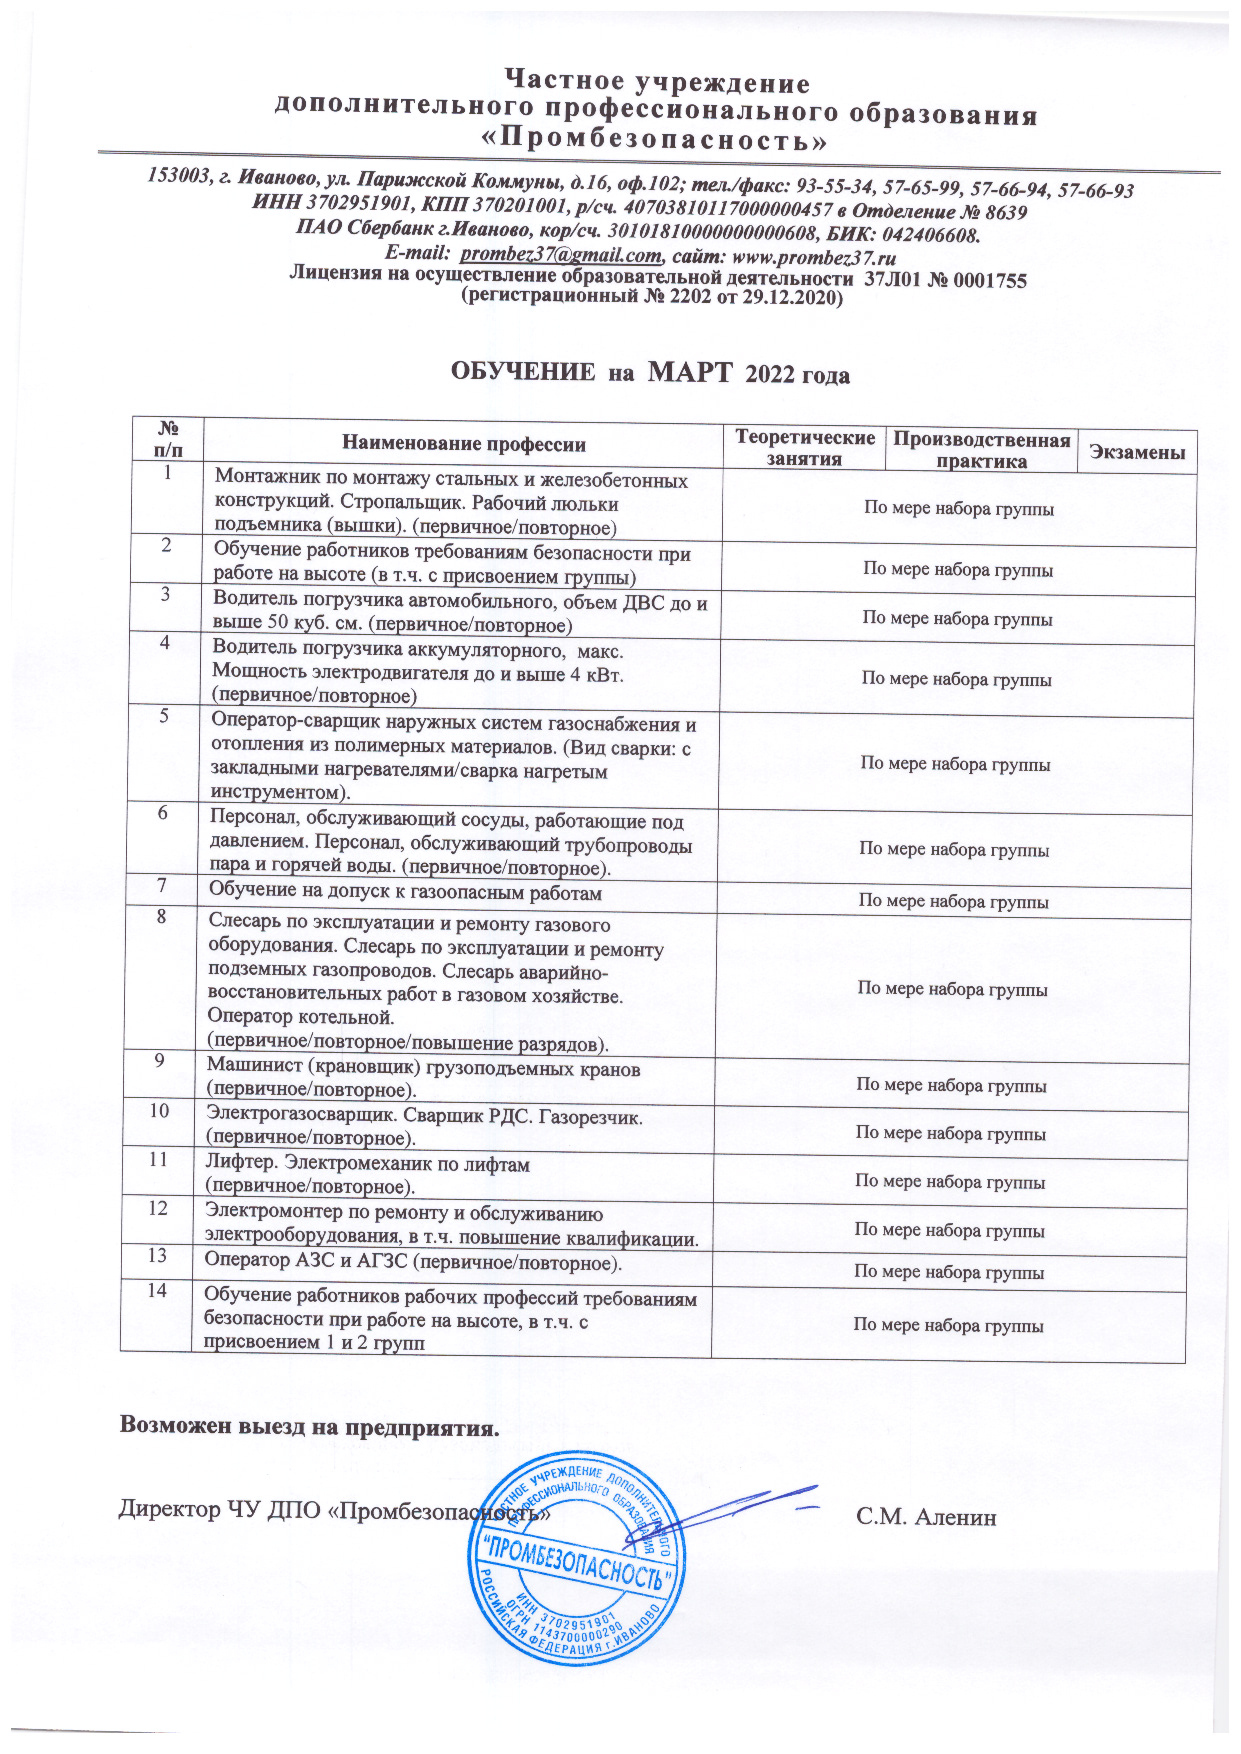 Частное учреждение
дополнительного профессионального образования
«Промбезопасность»
153003, г. Иваново, ул. Парижской Коммуны, д.16, оф.102; тел./факс: 93-55-34, 57-65-99, 57-66-94, 57-66-93
ИНН 3702951901, КПП 370201001, р/сч. 40703810117000000457 в Отделение № 8639
ПАО Сбербанк г.Иваново, кор/сч. 30101810000000000608, БИК: 042406608.
E-mail: prombez37@gmail.com, сайт: www.prombez37.ru
Лицензия на осуществление образовательной деятельности 37Л01 № 0001755
(регистрационный № 2202 от 29.12.2020)
ОБУЧЕНИЕ на МАРТ 2022 года
№
п/п
Наименование профессии
Теоретические
занятия
Производственная
практика
Экзамены
1
Монтажник по монтажу стальных и железобетонных
конструкций. Стропальщик. Рабочий люльки
подъемника (вышки). (первичное/повторное)
По мере набора группы
2
Обучение работников требованиям безопасности при
работе на высоте (в т.ч. с присвоением группы)
По мере набора группы
3
Водитель погрузчика автомобильного, объем ДВС до и
выше 50 куб. см. (первичное/повторное)
По мере набора группы
4
Водитель погрузчика аккумуляторного, макс.
Мощность электродвигателя до и выше 4 кВт.
(первичное/повторное)
По мере набора группы
5
Оператор-сварщик наружных систем газоснабжения и
отопления из полимерных материалов. (Вид сварки: с
закладными нагревателями/сварка нагретым
инструментом).
По мере набора группы
6
Персонал, обслуживающий сосуды, работающие под
давлением. Персонал, обслуживающий трубопроводы
пара и горячей воды. (первичное/повторное).
По мере набора группы
7
Обучение на допуск к газоопасным работам
По мере набора группы
8
Слесарь по эксплуатации и ремонту газового
оборудования. Слесарь по эксплуатации и ремонту
подземных газопроводов. Слесарь аварийно-
восстановительных работ в газовом хозяйстве.
Оператор котельной.
(первичное/повторное/повышение разрядов).
По мере набора группы
9
Машинист (крановщик) грузоподъемных кранов
(первичное/повторное).
По мере набора группы
10
Электрогазосварщик. Сварщик РДС. Газорезчик.
(первичное/повторное).
По мере набора группы
11
Лифтер. Электромеханик по лифтам
(первичное/повторное).
По мере набора группы
12
Электромонтер по ремонту и обслуживанию
электрооборудования, в т.ч. повышение квалификации.
По мере набора группы
13
Оператор АЗС и АГЗС (первичное/повторное).
По мере набора группы
14
Обучение работников рабочих профессий требованиям
безопасности при работе на высоте, в т.ч. с
присвоением 1 и 2 групп
По мере набора группы
Возможен выезд на предприятия.
Директор ЧУ ДПО «Промбезопасность»
С.М. Аленин
ЧАСТНОЕ УЧРЕЖДЕНИЕ ДОПОЛНИТЕЛЬНОГО
ПРОФЕССИОНАЛЬНОГО ОБРАЗОВАНИЯ
"ПРОМБЕЗОПАСНОСТЬ"
ИНН 3702951901
ОГРН 1143700000290
РОССИЙСКАЯ ФЕДЕРАЦИЯ г.ИВАНОВО